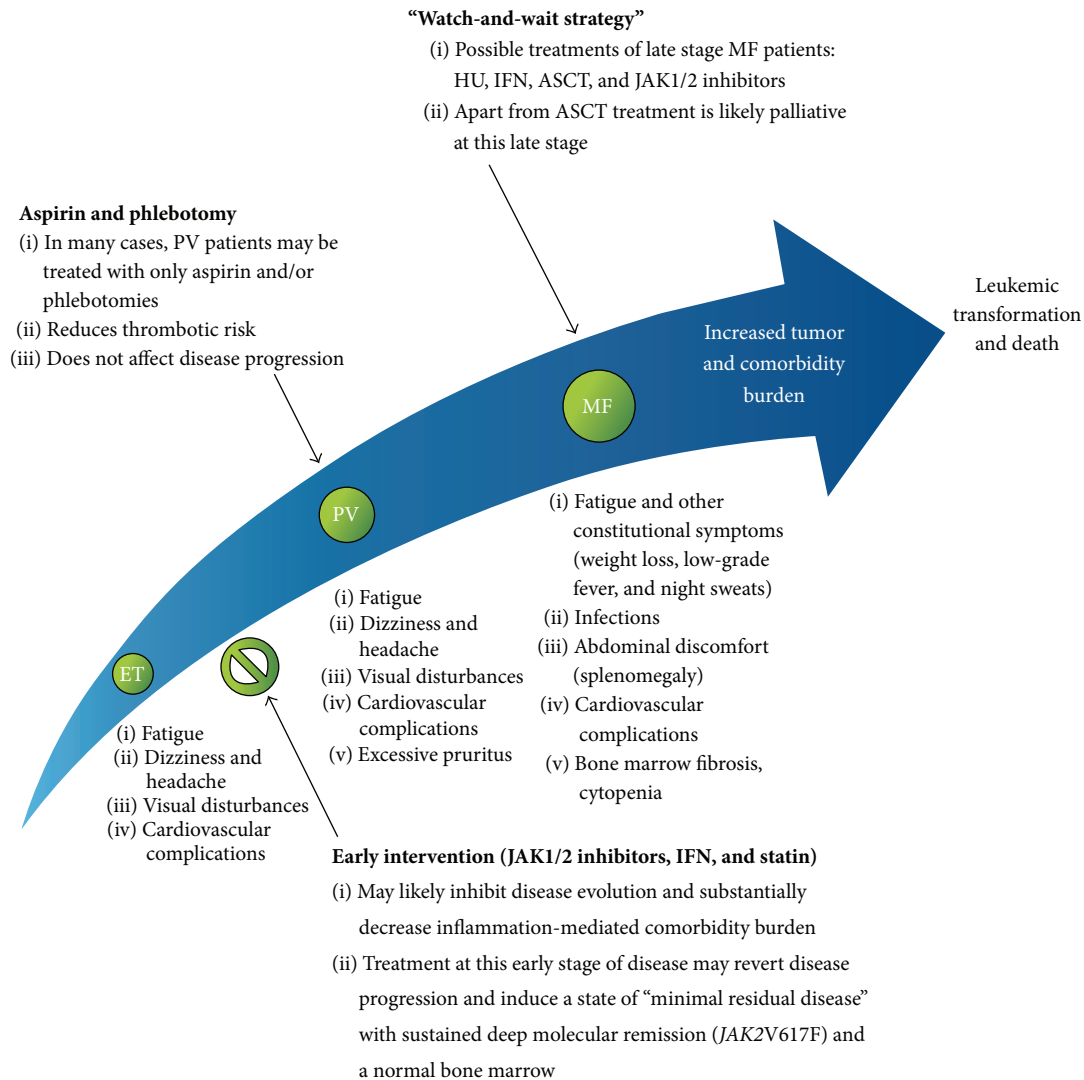 “Watch-and-wait strategy”
(i) Possible treatments of late stage MF patients:
HU, IFN, ASCT, and JAK1/2 inhibitors
(ii) Apart from ASCT treatment is likely palliative
at this late stage
Aspirin and phlebotomy
(i) In many cases, PV patients may be
treated with only aspirin and/or
phlebotomies
(ii) Reduces thrombotic risk
(iii) Does not affect disease progression
Leukemic
transformation
and death
Increased tumor
and comorbidity
burden
MF
PV
ET
(i) Fatigue and other
constitutional symptoms
(weight loss, low-grade
fever, and night sweats)
(ii) Infections
(iii) Abdominal discomfort
(splenomegaly)
(iv) Cardiovascular
complications
(v) Bone marrow fibrosis,
cytopenia
(i) Fatigue
(ii) Dizziness and
headache
(iii) Visual disturbances
(iv) Cardiovascular
complications
(v) Excessive pruritus
(i) Fatigue
(ii) Dizziness and
headache
(iii) Visual disturbances
(iv) Cardiovascular
complications
Early intervention (JAK1/2 inhibitors, IFN, and statin)
(i) May likely inhibit disease evolution and substantially
decrease inflammation-mediated comorbidity burden
(ii) Treatment at this early stage of disease may revert disease
progression and induce a state of “minimal residual disease”
with sustained deep molecular remission (JAK2V617F) and
a normal bone marrow